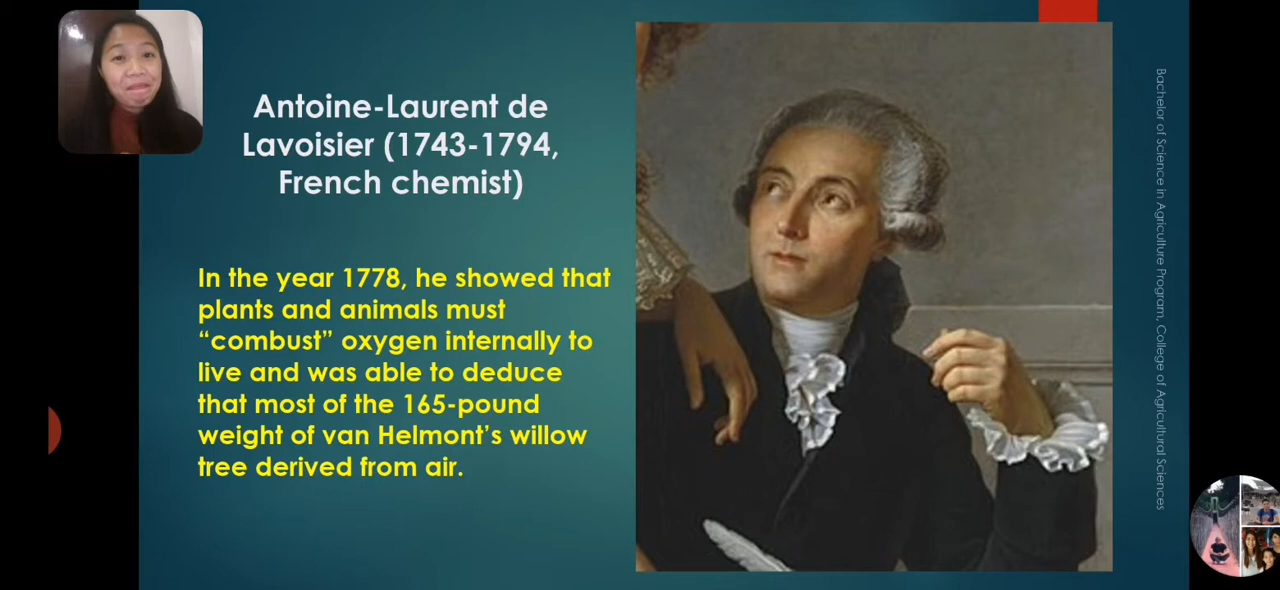 Antoine-Laurent de
Lavoisier (1743-1794,
French chemist)
In the year 1778, he showed that
plants and animals must
“combust” oxygen internally to
live and was able to deduce
that most of the 165-pound
weight of van Helmont’s willow
tree derived from air.
Bachelor of Science in Agriculture Program, College of Agricultural Sciences